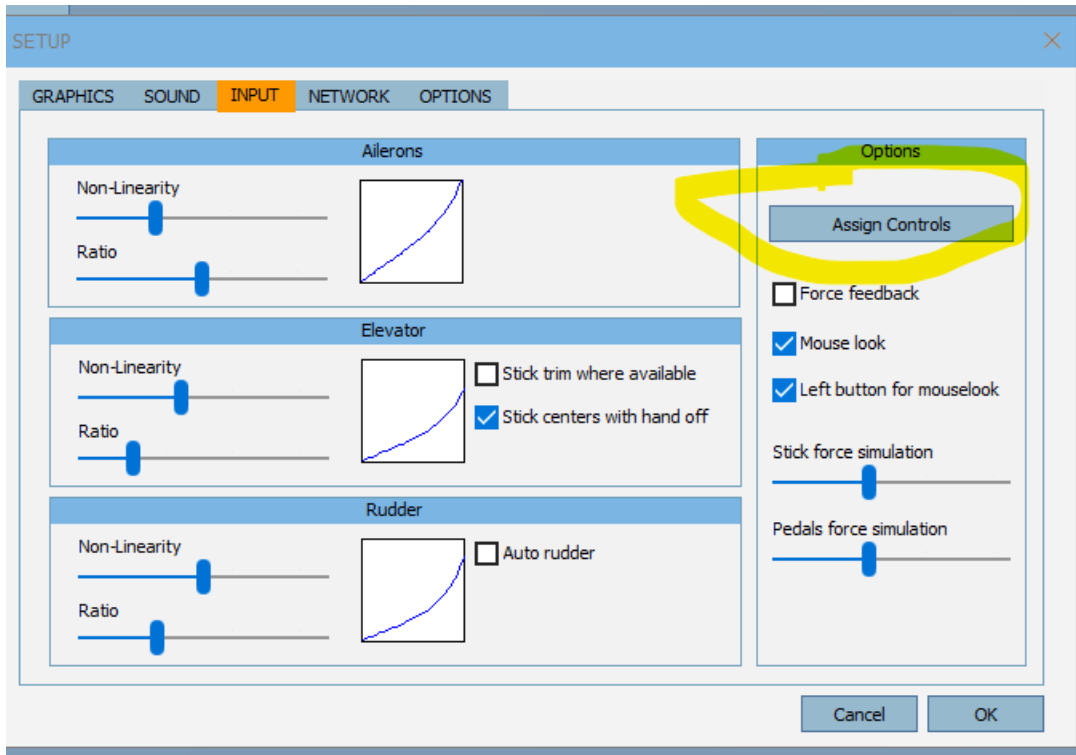 SETUP
GRAPHICS SOUND INPUT NETWORK OPTIONS
Ailerons
Non-Linearity
Ratio
Elevator
Non-Linearity
Stick trim where available
Stick centers with hand off
Ratio
Rudder
Non-Linearity
Auto rudder
Ratio
Options
Assign Controls
Force feedback
Mouse look
Left button for mouselook
Stick force simulation
Pedals force simulation
Cancel OK